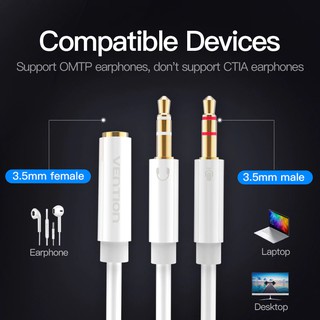 Compatible Devices
Support OMTP earphones, don't support CTIA earphones
3.5mm female
VENTION
3.5mm male
Earphone
Laptop
Desktop